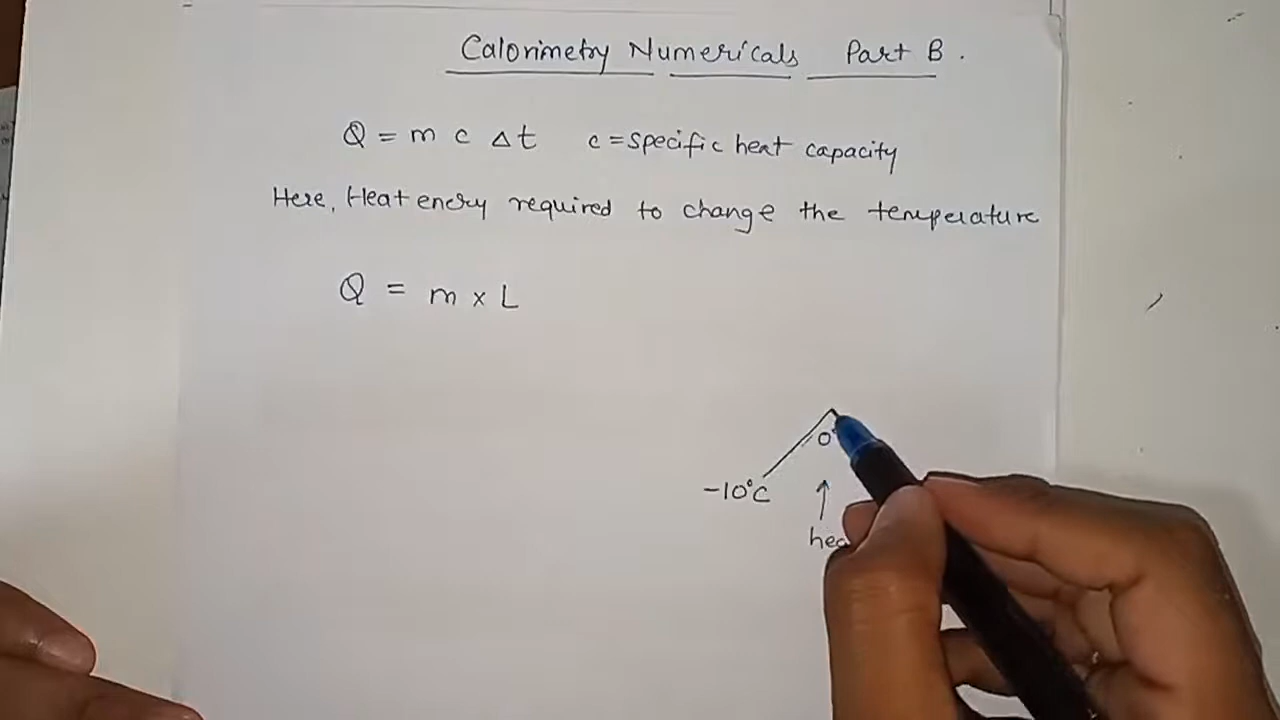 Calorimetry Numericals Part B.
Q = m c Δt c = specific heat capacity
Here, Heat enery required to change the temperature
Q = m × L
0
-10°C